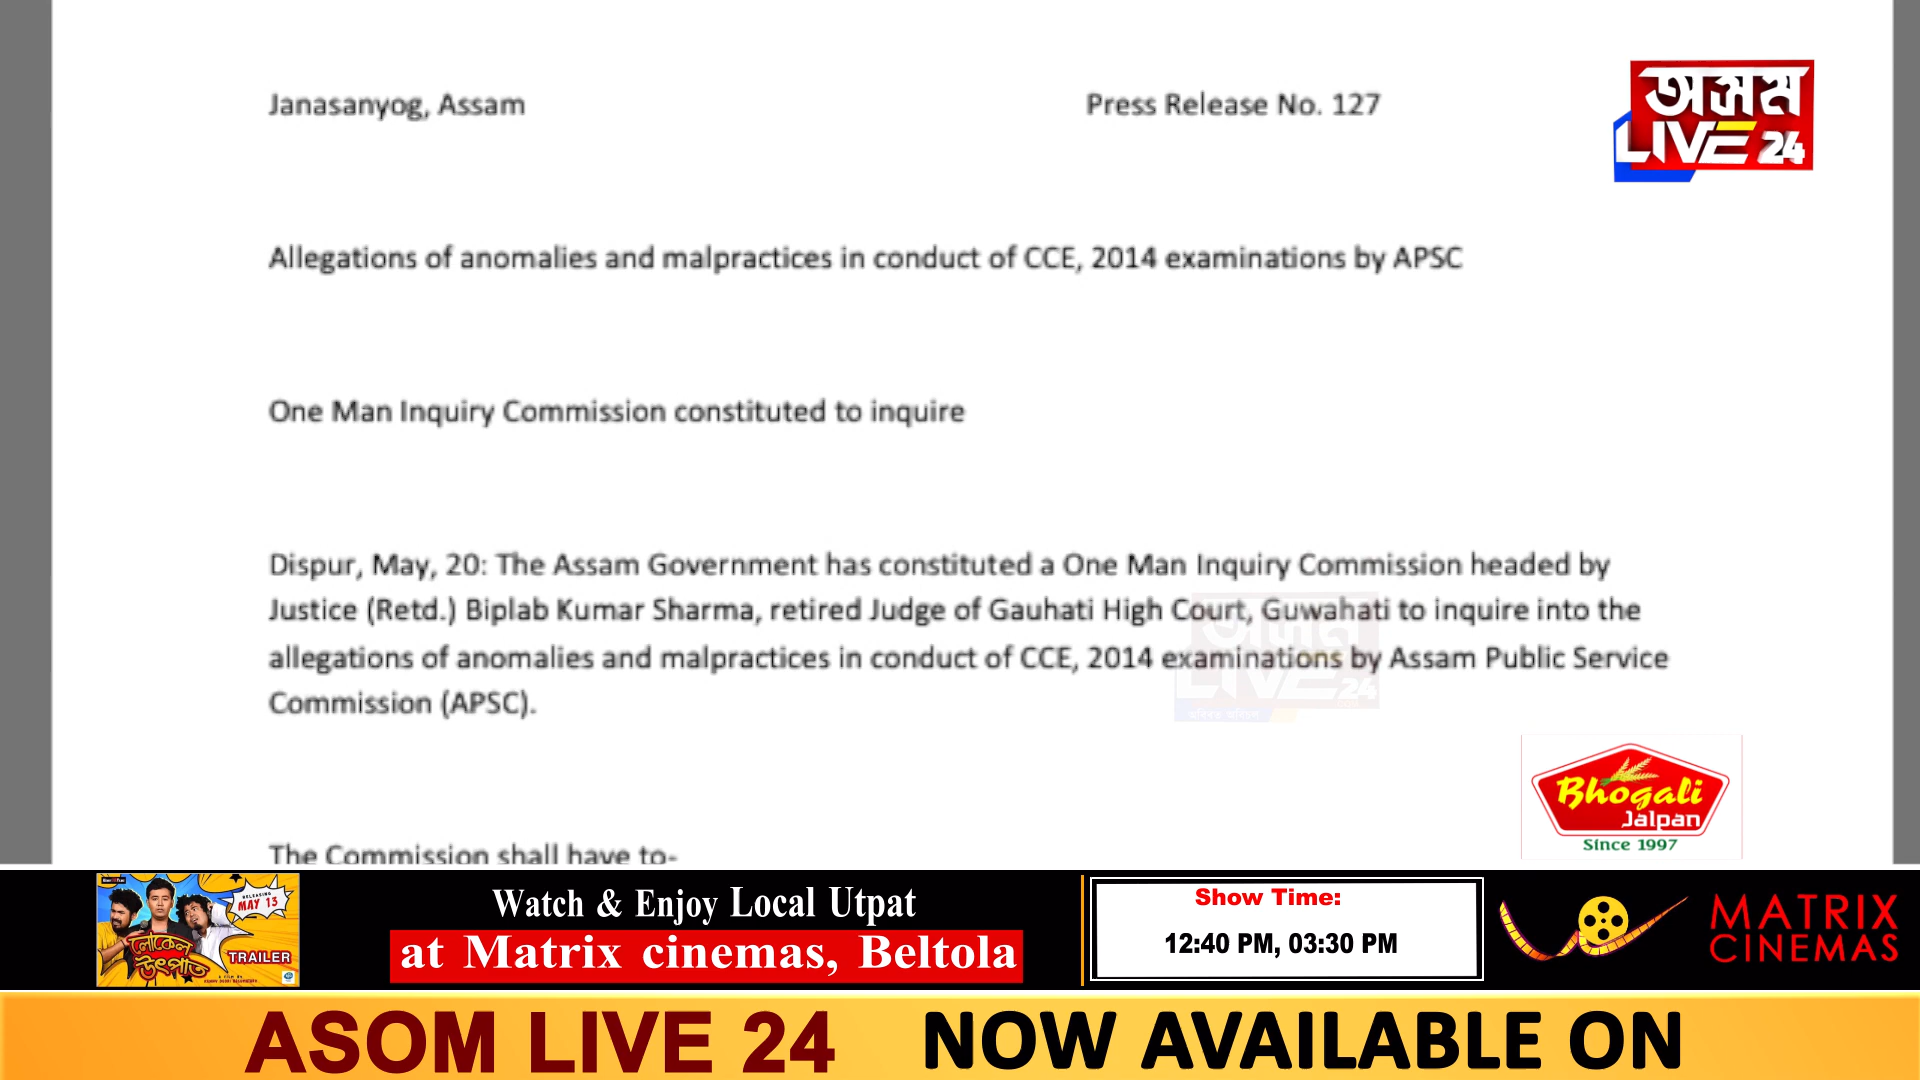 Janasanyog, Assam Press Release No. 127
অসম
LIVE 24
Allegations of anomalies and malpractices in conduct of CCE, 2014 examinations by APSC
One Man Inquiry Commission constituted to inquire
Dispur, May, 20: The Assam Government has constituted a One Man Inquiry Commission headed by
Justice (Retd.) Biplab Kumar Sharma, retired Judge of Gauhati High Court, Guwahati to inquire into the
allegations of anomalies and malpractices in conduct of CCE, 2014 examinations by Assam Public Service
Commission (APSC).
অসম
LIVE 24
Bhogali
Jalpan
Since 1997
The Commission shall have to-
RELEASING
MAY 13
লোকেল
উৎপাত
TRAILER
Watch & Enjoy Local Utpat
at Matrix cinemas, Beltola
Show Time:
12:40 PM, 03:30 PM
MATRIX
CINEMAS
ASOM LIVE 24 NOW AVAILABLE ON